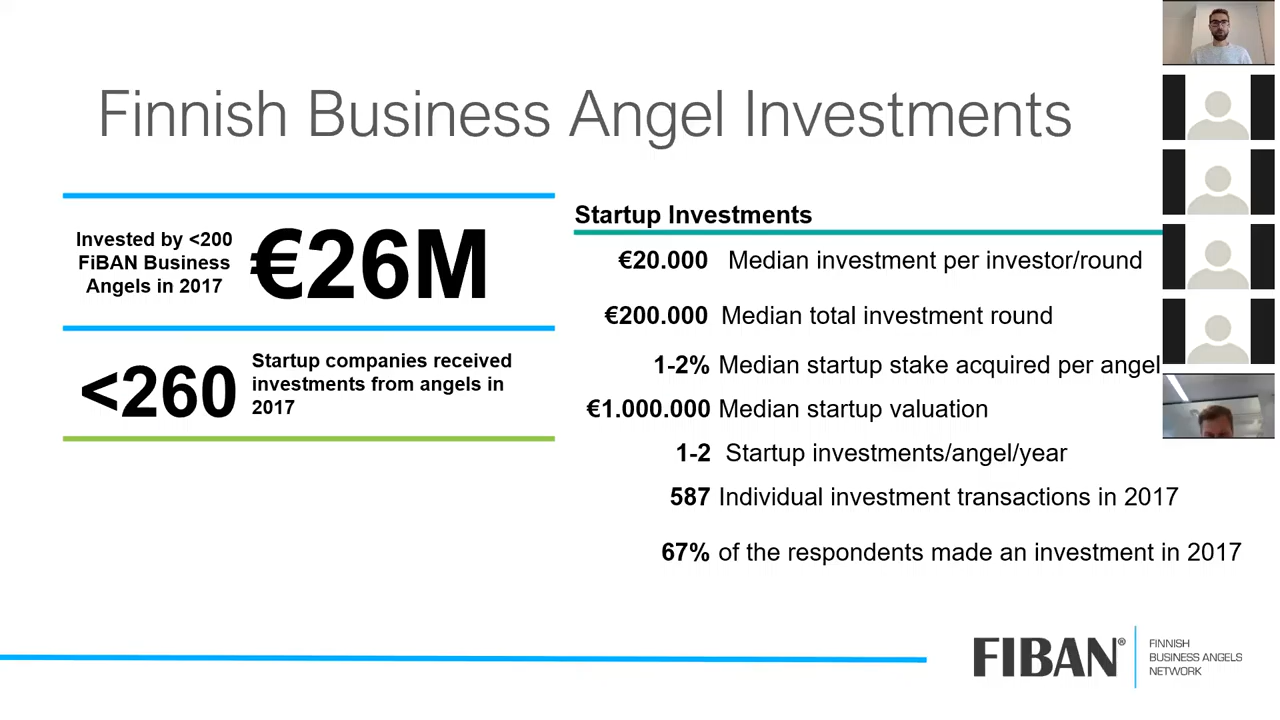 Finnish Business Angel Investments
Invested by <200
FiBAN Business
Angels in 2017
€26M
<260
Startup companies received
investments from angels in
2017
Startup Investments
€20.000 Median investment per investor/round
€200.000 Median total investment round
1-2% Median startup stake acquired per angel
€1.000.000 Median startup valuation
1-2 Startup investments/angel/year
587 Individual investment transactions in 2017
67% of the respondents made an investment in 2017
FIBAN®
FINNISH
BUSINESS ANGELS
NETWORK